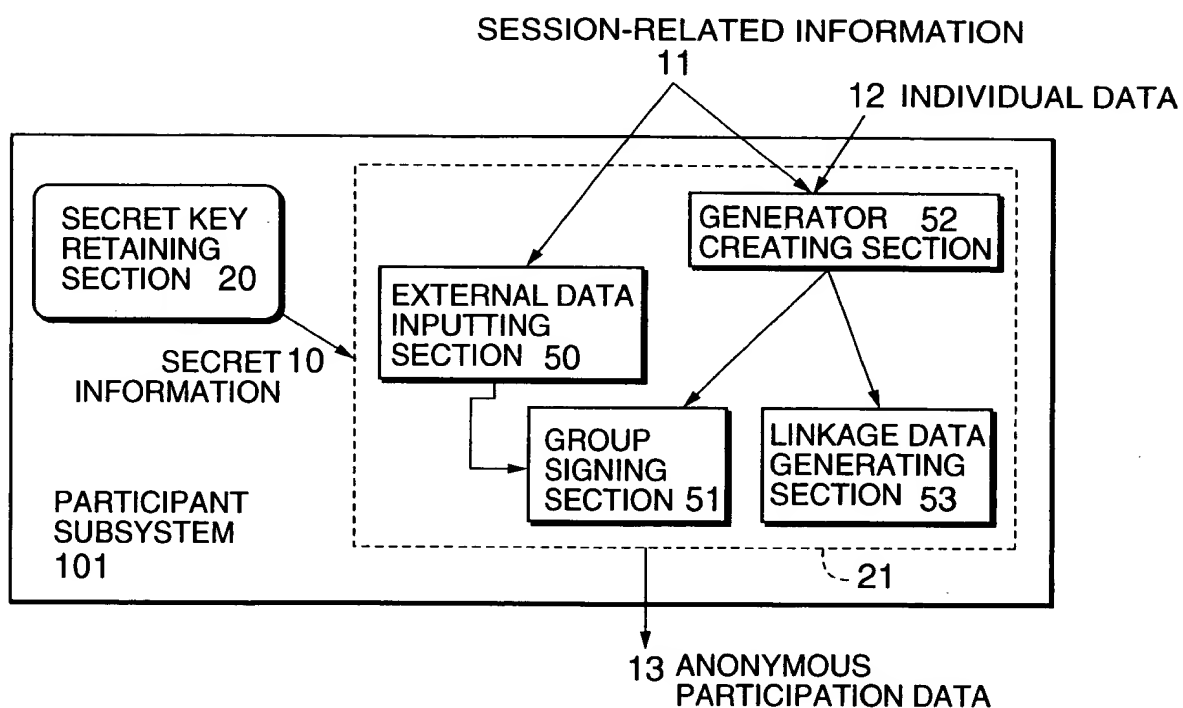 SESSION-RELATED INFORMATION
11
12 INDIVIDUAL DATA
SECRET KEY
RETAINING
SECTION 20
GENERATOR 52
CREATING SECTION
EXTERNAL DATA
INPUTTING
SECTION 50
SECRET 10
INFORMATION
GROUP
SIGNING
SECTION 51
LINKAGE DATA
GENERATING
SECTION 53
PARTICIPANT
SUBSYSTEM
101
21
13 ANONYMOUS
PARTICIPATION DATA